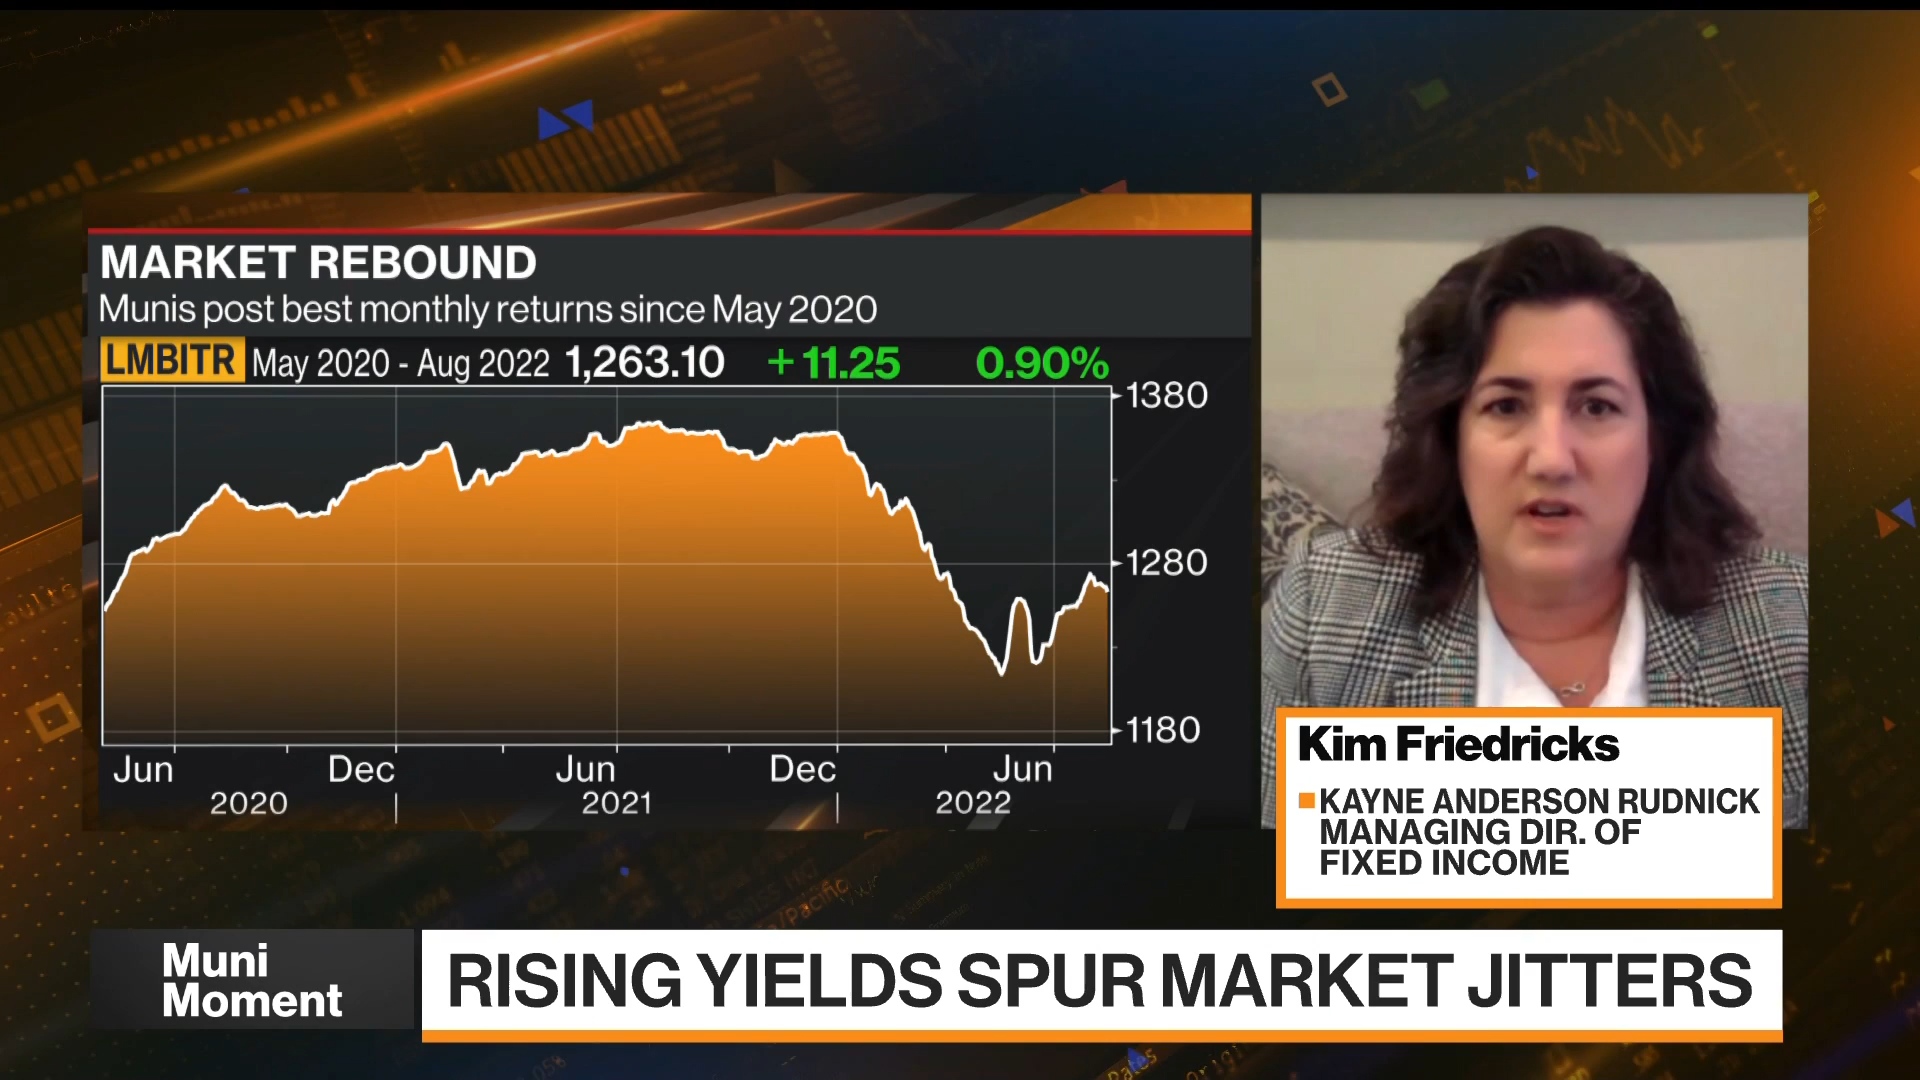 MARKET REBOUND
Munis post best monthly returns since May 2020
LMBITR May 2020 - Aug 2022 1,263.10 +11.25 0.90%
1380
1280
1180
Jun Dec Jun Dec Jun
2020 2021 2022
Kim Friedricks
KAYNE ANDERSON RUDNICK
MANAGING DIR. OF
FIXED INCOME
Muni
Moment
RISING YIELDS SPUR MARKET JITTERS